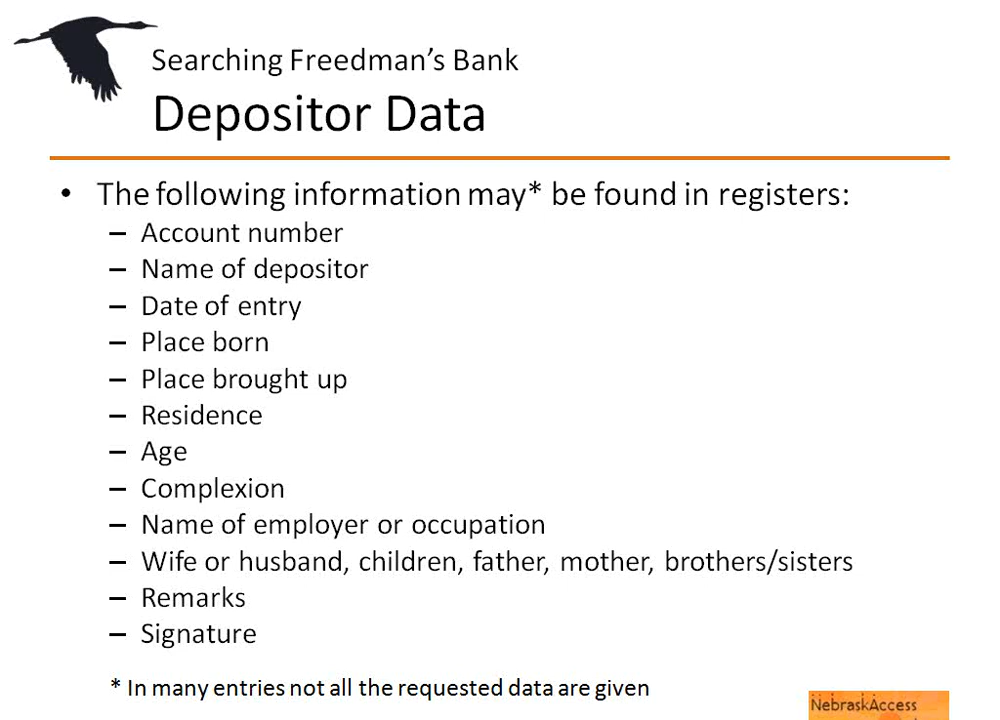 Searching Freedman's Bank
Depositor Data
• The following information may* be found in registers:
– Account number
– Name of depositor
– Date of entry
– Place born
– Place brought up
– Residence
– Age
– Complexion
– Name of employer or occupation
– Wife or husband, children, father, mother, brothers/sisters
– Remarks
– Signature
* In many entries not all the requested data are given
NebraskAccess